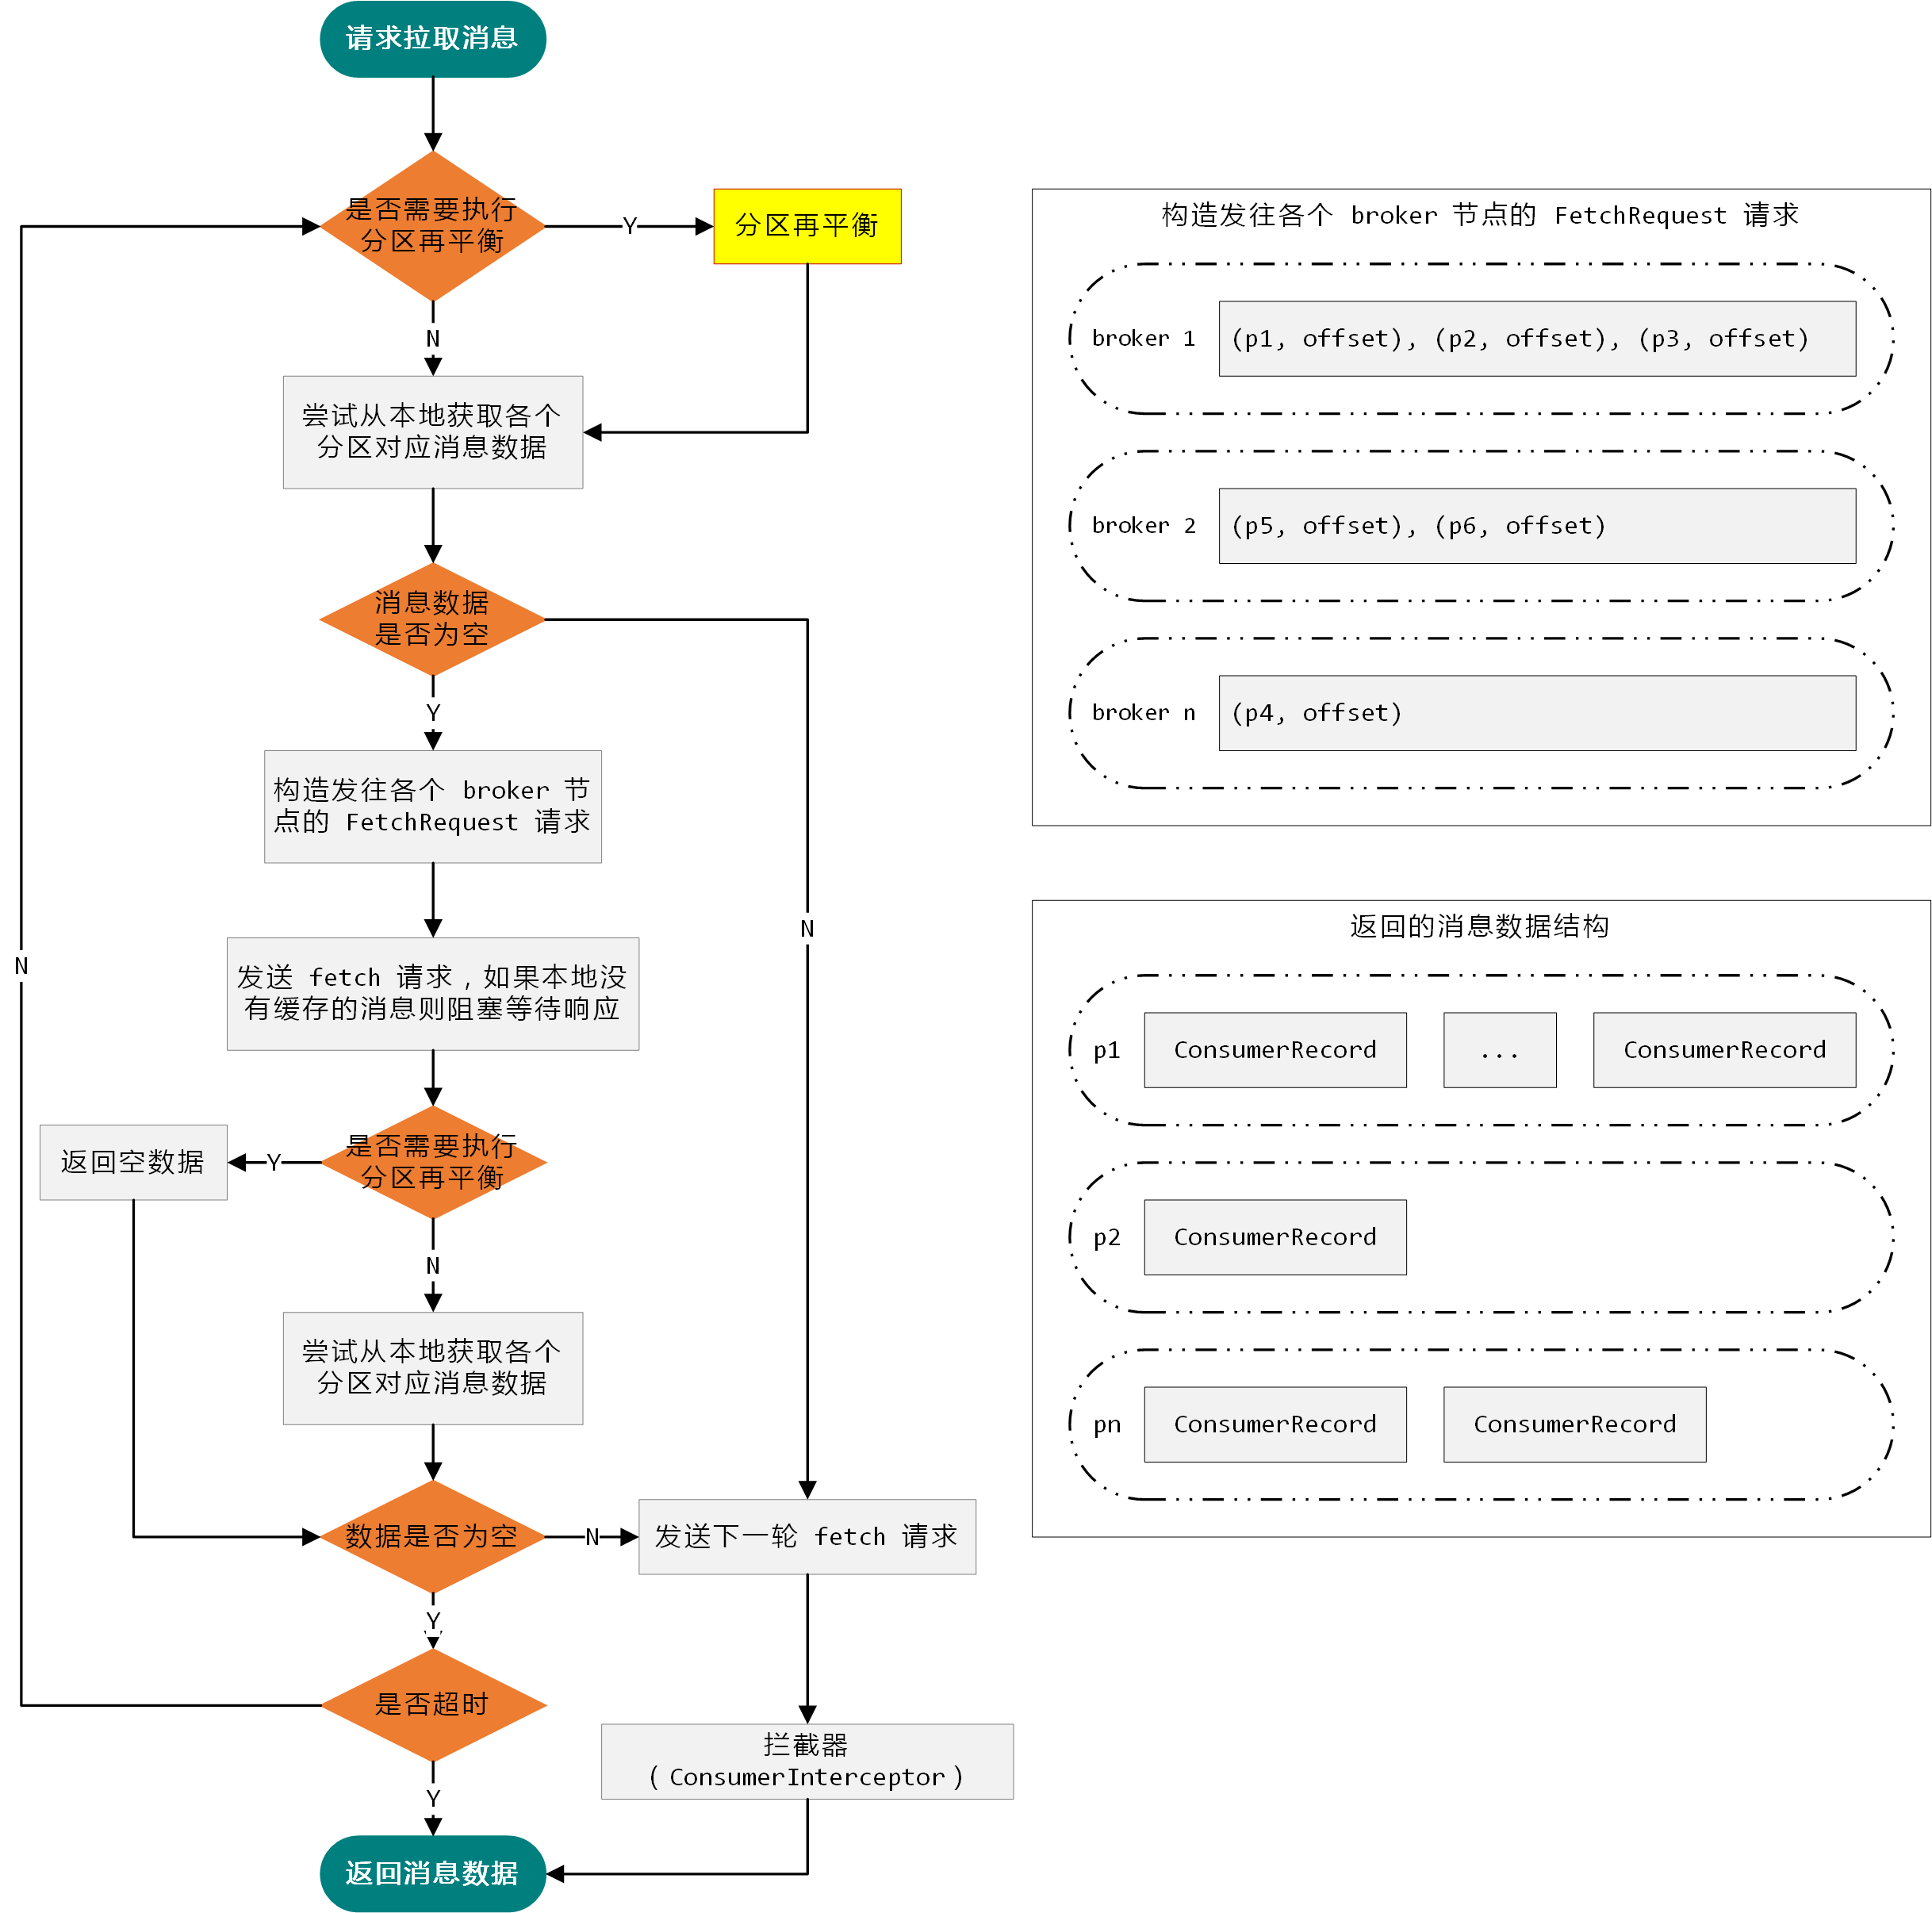 请求拉取消息
是否需要执行
分区再平衡
Y
分区再平衡
N
尝试从本地获取各个
分区对应消息数据
消息数据
是否为空
Y
构造发往各个 broker 节
点的 FetchRequest 请求
N
N
发送 fetch 请求，如果本地没
有缓存的消息则阻塞等待响应
是否需要执行
分区再平衡
Y
返回空数据
N
尝试从本地获取各个
分区对应消息数据
数据是否为空
N
发送下一轮 fetch 请求
Y
是否超时
拦截器
（ConsumerInterceptor）
Y
返回消息数据
构造发往各个 broker 节点的 FetchRequest 请求
broker 1 (p1, offset), (p2, offset), (p3, offset)
broker 2 (p5, offset), (p6, offset)
broker n (p4, offset)
返回的消息数据结构
p1 ConsumerRecord ... ConsumerRecord
p2 ConsumerRecord
pn ConsumerRecord ConsumerRecord